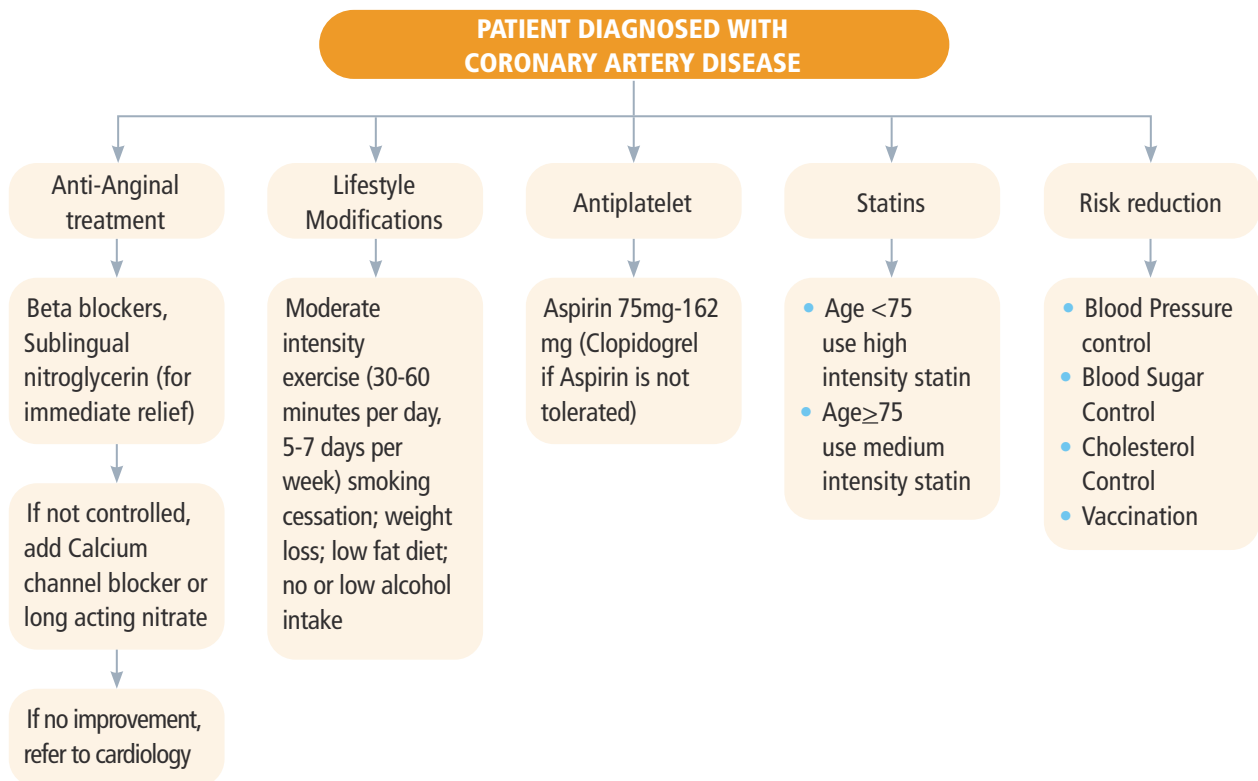 PATIENT DIAGNOSED WITH
CORONARY ARTERY DISEASE
Anti-Anginal
treatment
Beta blockers,
Sublingual
nitroglycerin (for
immediate relief)
If not controlled,
add Calcium
channel blocker or
long acting nitrate
If no improvement,
refer to cardiology
Lifestyle
Modifications
Moderate
intensity
exercise (30-60
minutes per day,
5-7 days per
week) smoking
cessation; weight
loss; low fat diet;
no or low alcohol
intake
Antiplatelet
Aspirin 75mg-162
mg (Clopidogrel
if Aspirin is not
tolerated)
Statins
• Age <75
use high
intensity statin
• Age≥75
use medium
intensity statin
Risk reduction
• Blood Pressure
control
• Blood Sugar
Control
• Cholesterol
Control
• Vaccination